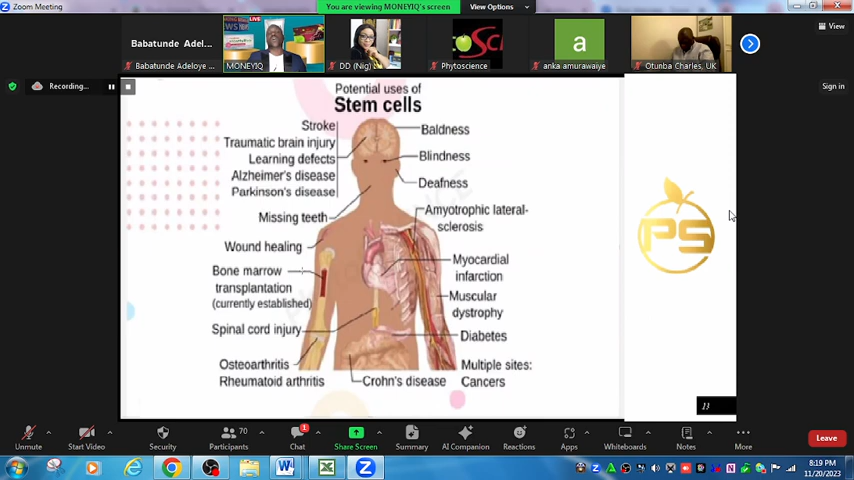 Zoom Meeting
You are viewing MONEYIQ's screen
View Options
Babatunde Adel...
Babatunde Adeloye ...
WS
LIVE
MONEYIQ
DD (Nig)
Phytoscience
a
anka amurawaiye
Otunba Charles, UK
View
Recording...
Sign in
Potential uses of
Stem cells
Stroke
Traumatic brain injury
Learning defects
Alzheimer's disease
Parkinson's disease
Missing teeth
Wound healing
Bone marrow
transplantation
(currently established)
Spinal cord injury
Osteoarthritis
Rheumatoid arthritis
Baldness
Blindness
Deafness
Amyotrophic lateral-
sclerosis
Myocardial
infarction
Muscular
dystrophy
Diabetes
Crohn's disease
Multiple sites:
Cancers
PS
13
Unmute
Start Video
Security
70
Participants
1
Chat
Share Screen
Summary
AI Companion
Reactions
Apps
Whiteboards
Notes
More
Leave
8:19 PM
11/20/2023